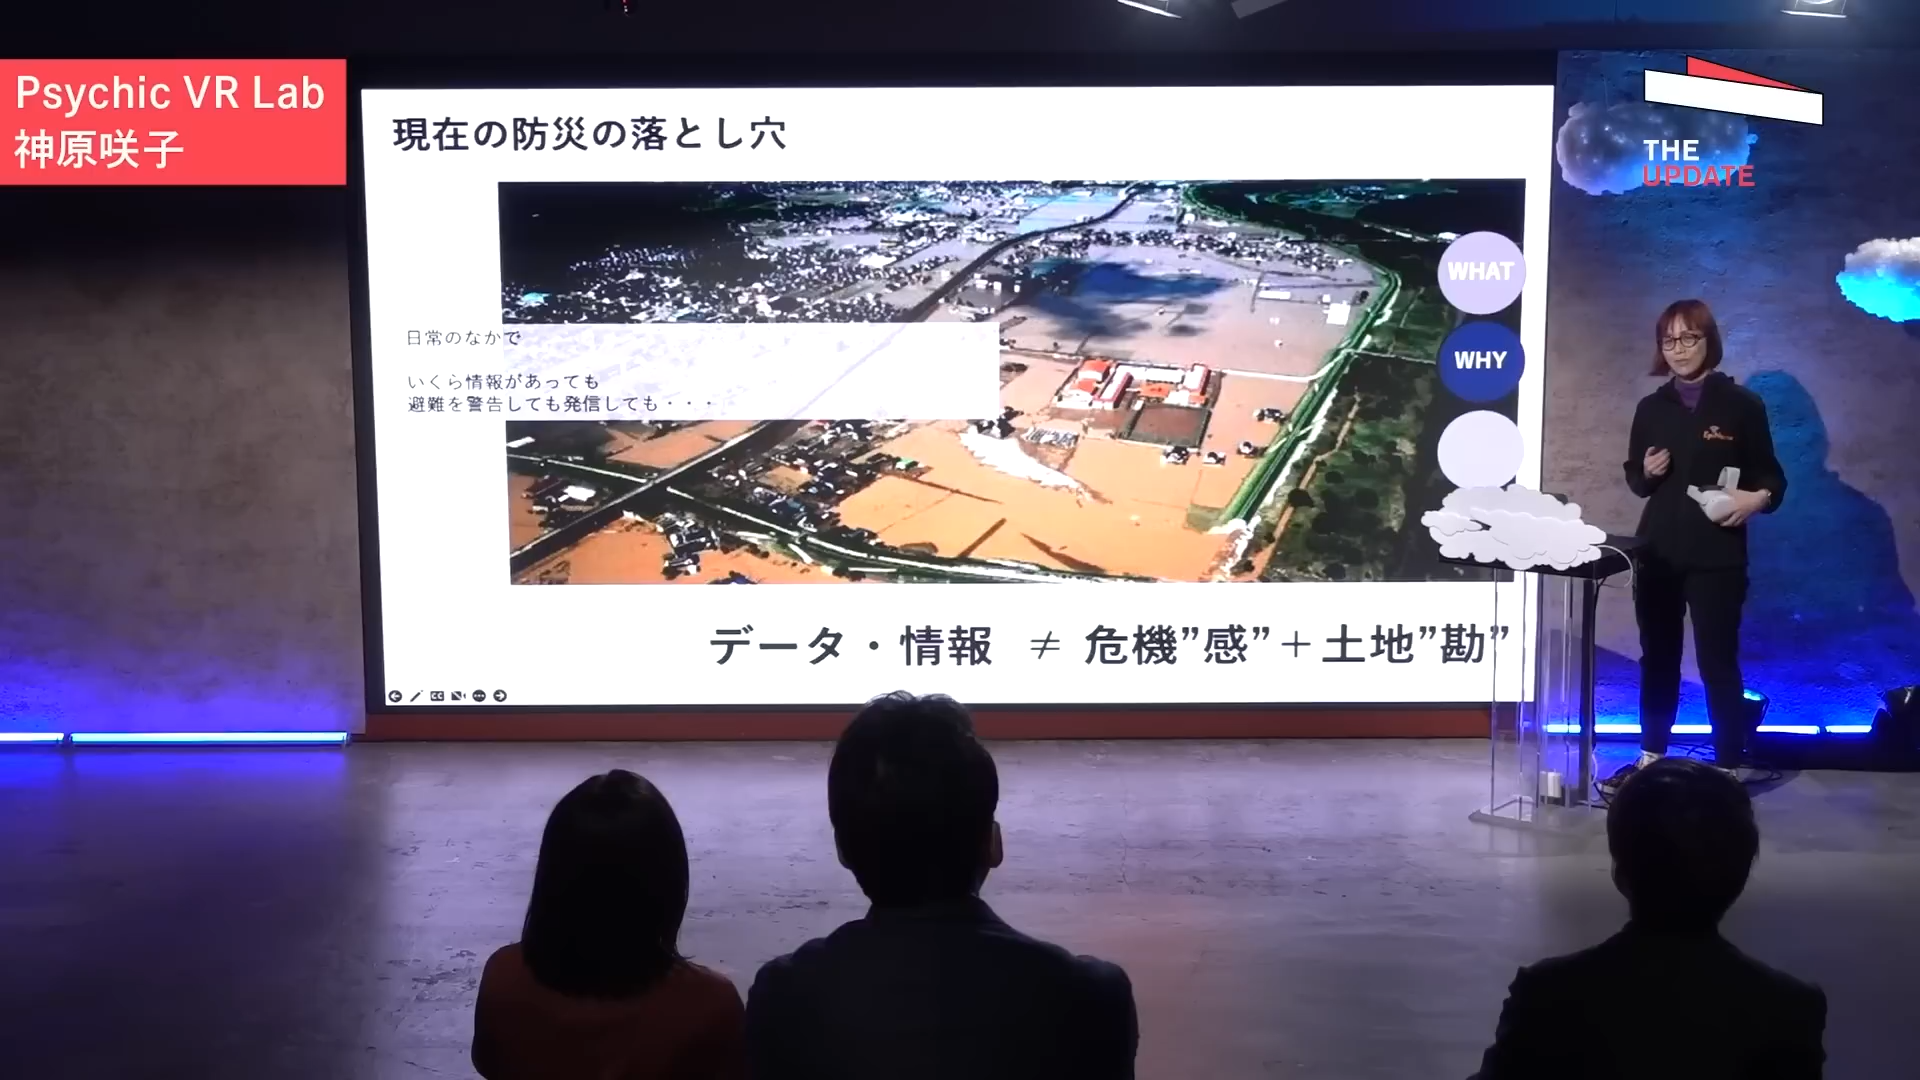 Psychic VR Lab
神原咲子
THE
UPDATE
現在の防災の落とし穴
WHAT
WHY
日常のなかで
いくら情報があっても
避難を警告しても発信しても・・・
データ・情報 ≠ 危機”感”＋土地”勘”
CC